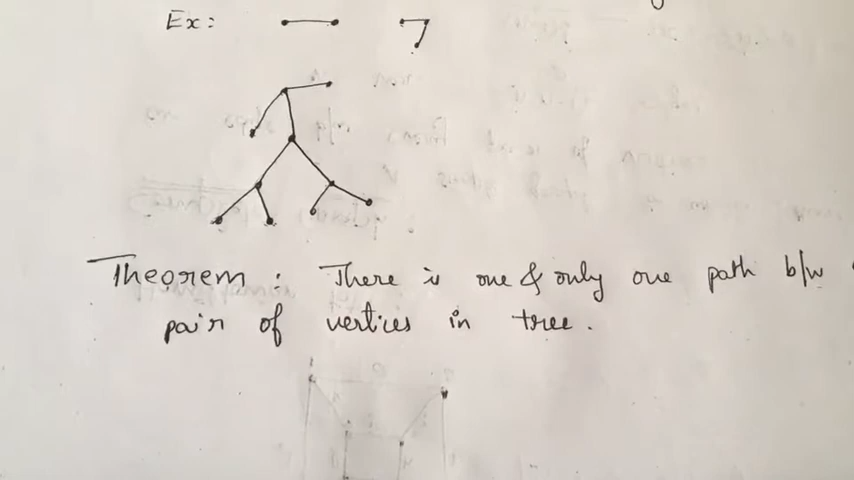 Ex:
Theorem : There is one & only one path b/w
pair of vertices in tree.